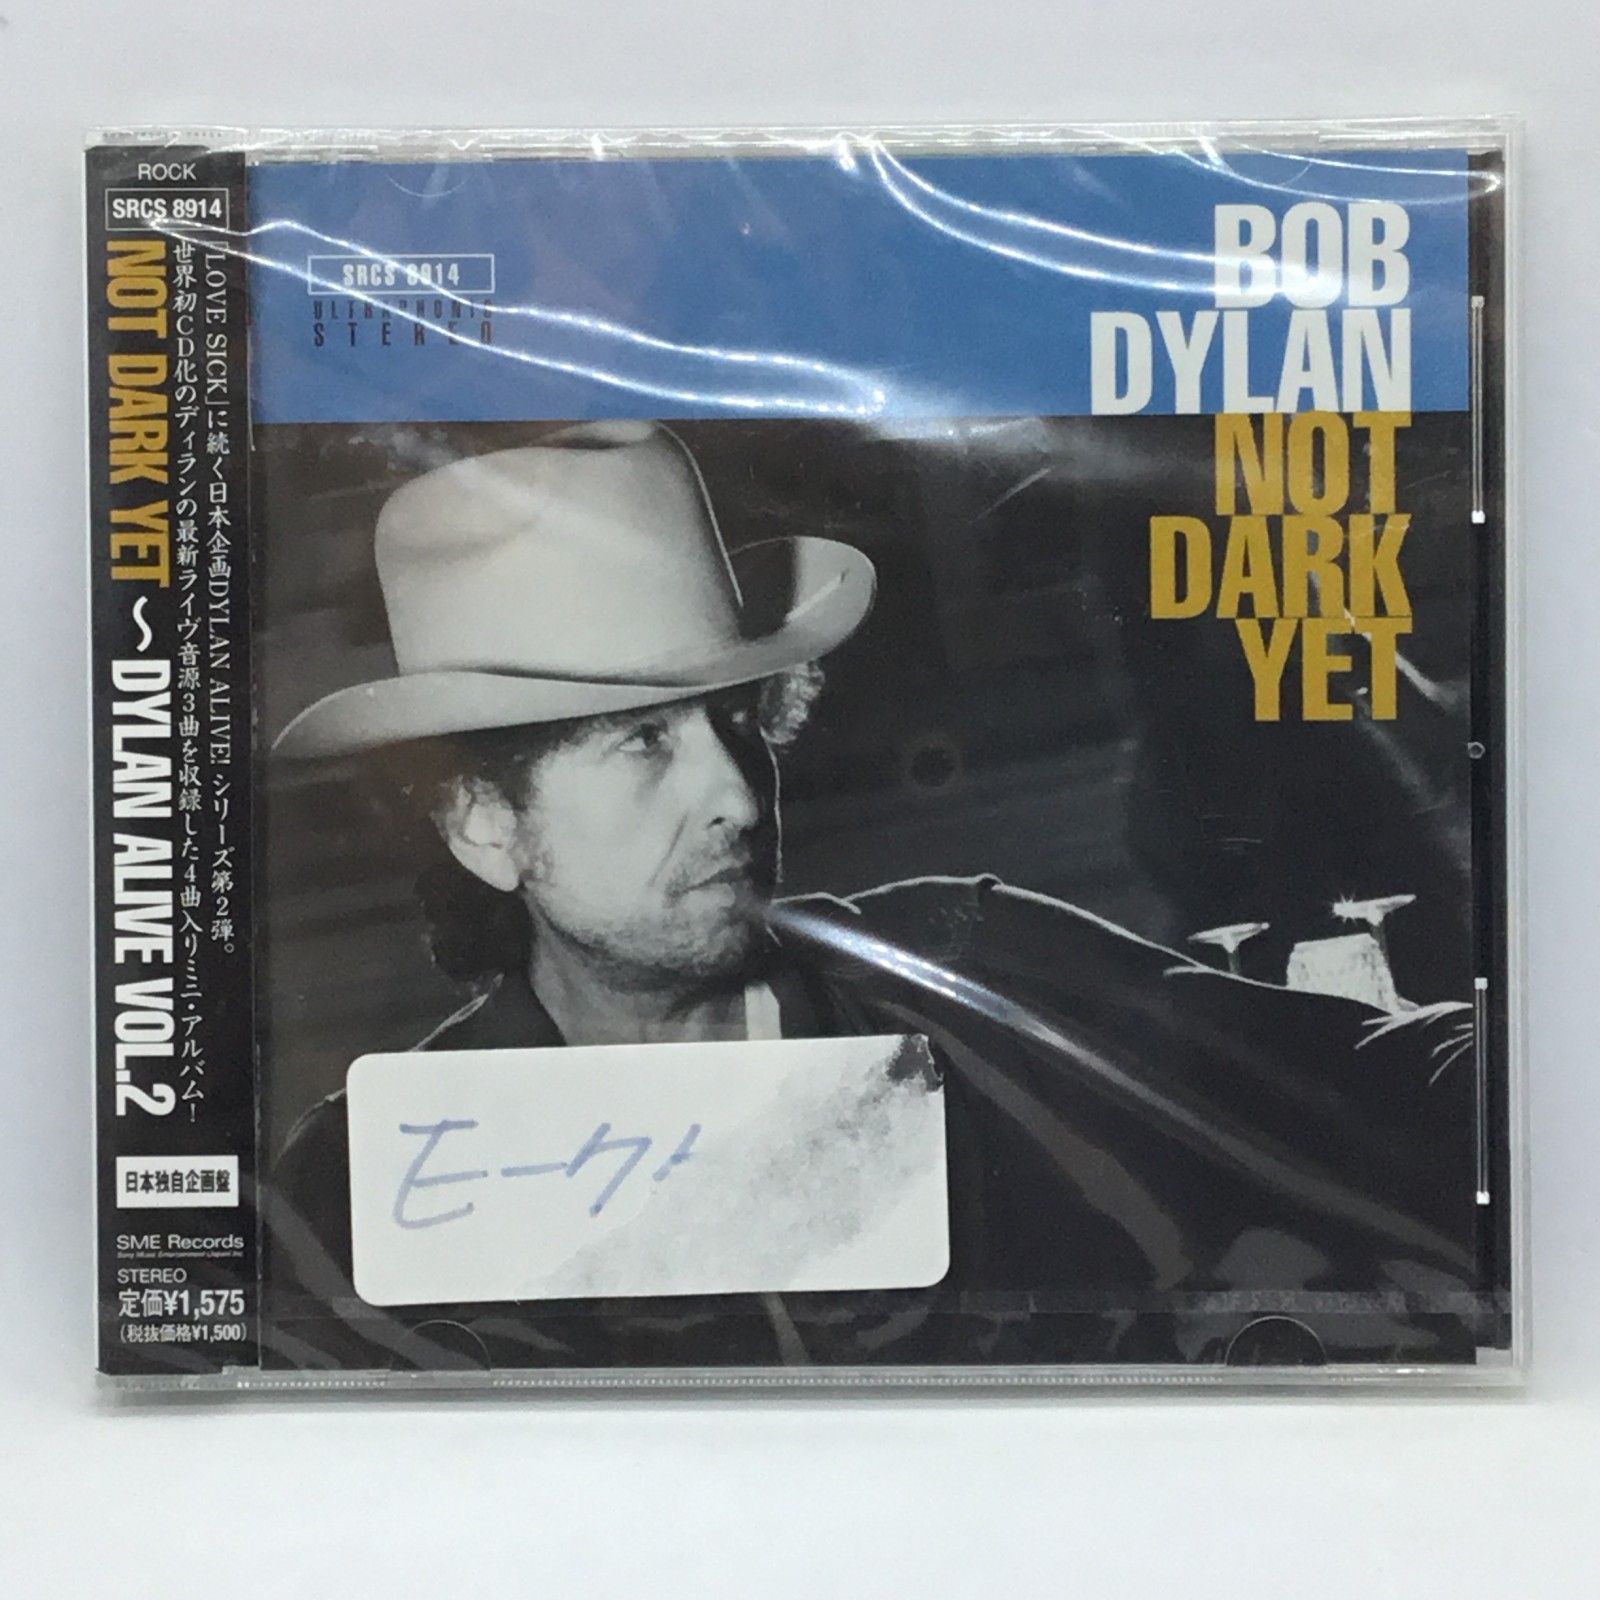 ROCK
SRCS 8914
「LOVE SICK」に続く日本企画DYLAN ALIVE! シリーズ第2弾。
世界初CD化のディランの最新ライヴ音源3曲を収録した4曲入りミニ・アルバム!
NOT DARK YET～DYLAN ALIVE VOL.2
日本独自企画盤
SME Records
Sony Music Entertainment (Japan) Inc.
STEREO
定価¥1,575
(税抜価格¥1,500)
SRCS 8914
ULTRAPHONIC
STEREO
BOB
DYLAN
NOT
DARK
YET